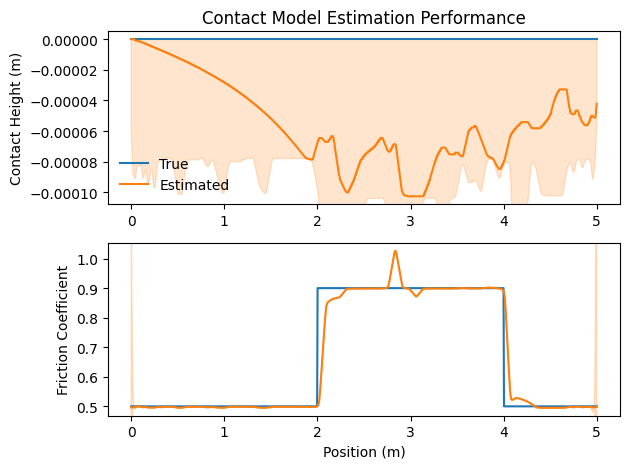 Contact Model Estimation Performance
Contact Height (m)
0.00000
−0.00002
−0.00004
−0.00006
−0.00008
−0.00010
True
Estimated
0 1 2 3 4 5
Friction Coefficient
1.0
0.9
0.8
0.7
0.6
0.5
0 1 2 3 4 5
Position (m)